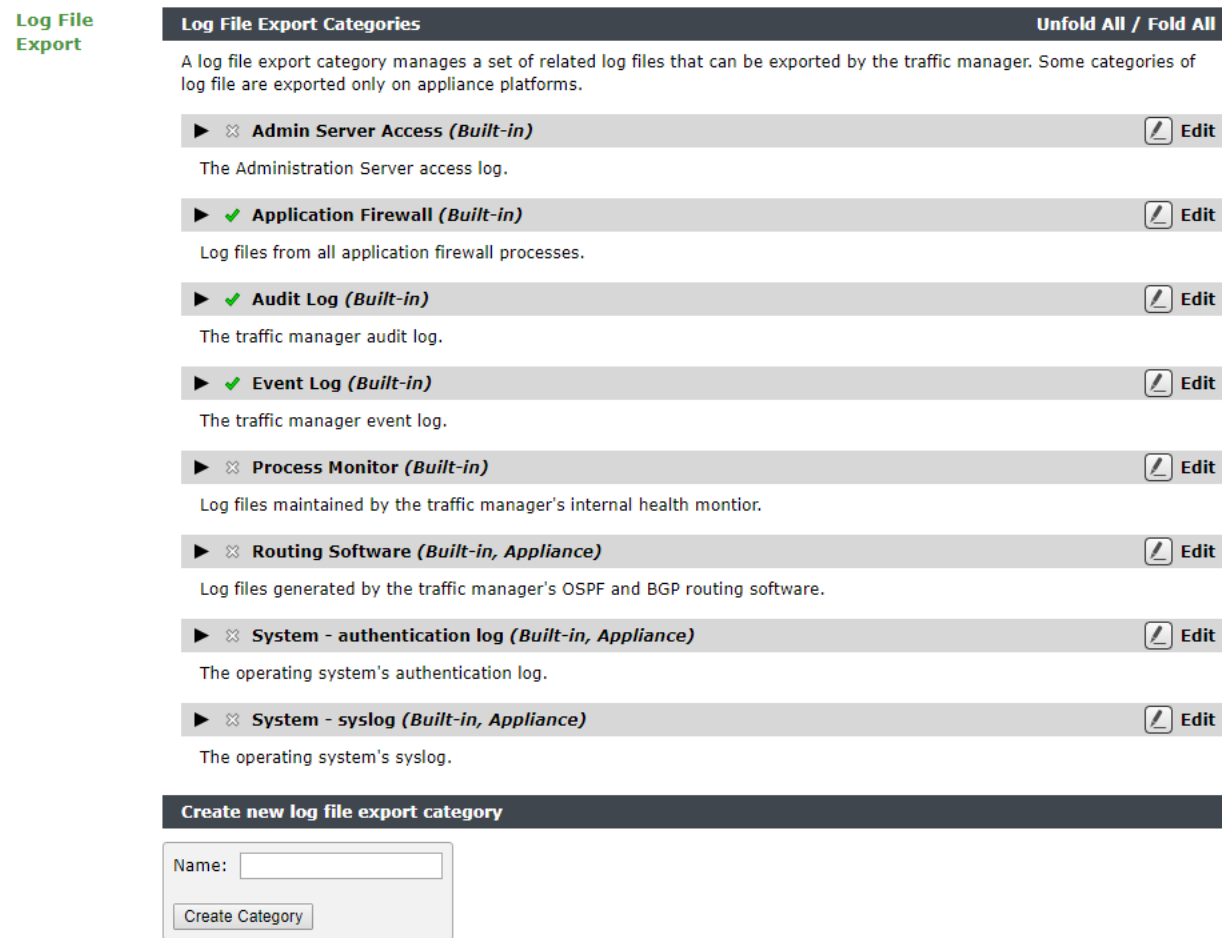 Log File
Export
Log File Export Categories Unfold All / Fold All
A log file export category manages a set of related log files that can be exported by the traffic manager. Some categories of
log file are exported only on appliance platforms.
Admin Server Access (Built-in) Edit
The Administration Server access log.
Application Firewall (Built-in) Edit
Log files from all application firewall processes.
Audit Log (Built-in) Edit
The traffic manager audit log.
Event Log (Built-in) Edit
The traffic manager event log.
Process Monitor (Built-in) Edit
Log files maintained by the traffic manager's internal health montior.
Routing Software (Built-in, Appliance) Edit
Log files generated by the traffic manager's OSPF and BGP routing software.
System - authentication log (Built-in, Appliance) Edit
The operating system's authentication log.
System - syslog (Built-in, Appliance) Edit
The operating system's syslog.
Create new log file export category
Name:
Create Category